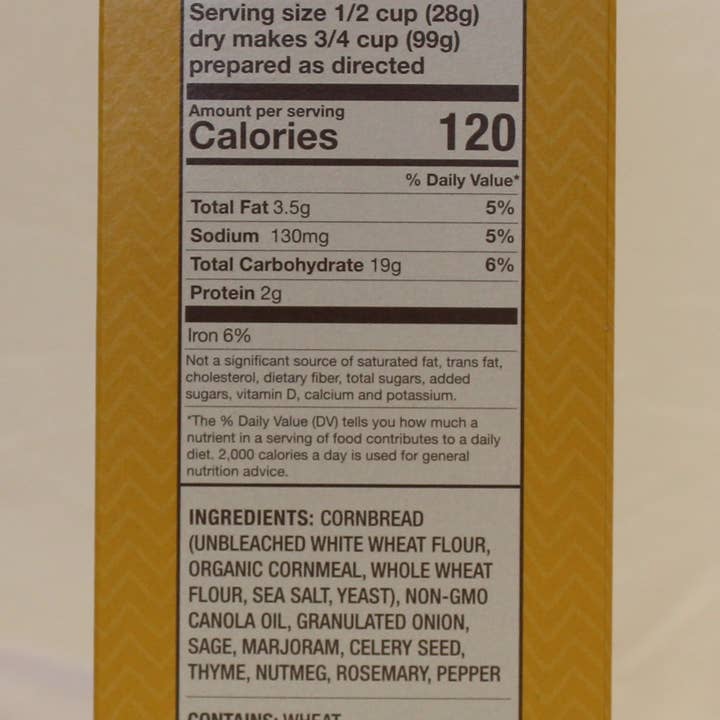 Serving size 1/2 cup (28g)
dry makes 3/4 cup (99g)
prepared as directed
Amount per serving
Calories 120
% Daily Value*
Total Fat 3.5g 5%
Sodium 130mg 5%
Total Carbohydrate 19g 6%
Protein 2g
Iron 6%
Not a significant source of saturated fat, trans fat,
cholesterol, dietary fiber, total sugars, added
sugars, vitamin D, calcium and potassium.
*The % Daily Value (DV) tells you how much a
nutrient in a serving of food contributes to a daily
diet. 2,000 calories a day is used for general
nutrition advice.
INGREDIENTS: CORNBREAD
(UNBLEACHED WHITE WHEAT FLOUR,
ORGANIC CORNMEAL, WHOLE WHEAT
FLOUR, SEA SALT, YEAST), NON-GMO
CANOLA OIL, GRANULATED ONION,
SAGE, MARJORAM, CELERY SEED,
THYME, NUTMEG, ROSEMARY, PEPPER
CONTAINS: WHEAT